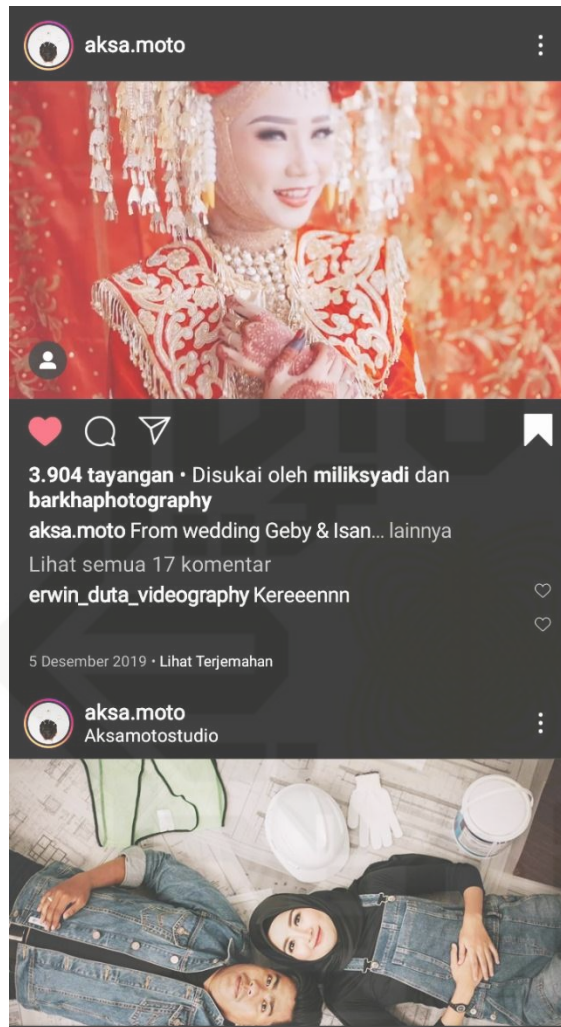 aksa.moto
3.904 tayangan • Disukai oleh miliksyadi dan
barkhaphotography
aksa.moto From wedding Geby & Isan... lainnya
Lihat semua 17 komentar
erwin_duta_videography Kereeennn
5 Desember 2019 • Lihat Terjemahan
aksa.moto
Aksamotostudio